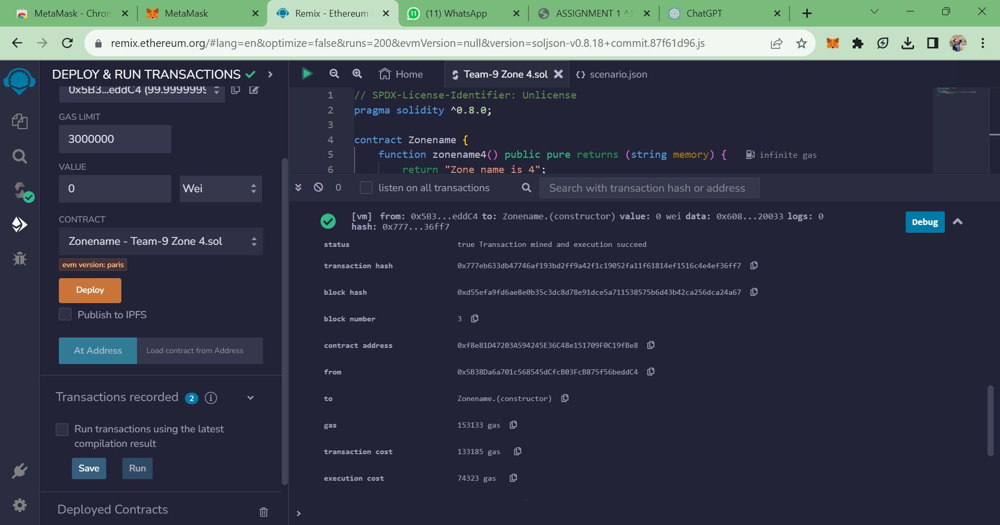 MetaMask - Chrom
MetaMask
Remix - Ethereum
(11) WhatsApp
ASSIGNMENT 1 ^
ChatGPT
remix.ethereum.org/#lang=en&optimize=false&runs=200&evmVersion=null&version=soljson-v0.8.18+commit.87f61d96.js
DEPLOY & RUN TRANSACTIONS
0x5B3...eddC4 (99.9999999
GAS LIMIT
3000000
VALUE
0
Wei
CONTRACT
Zonename - Team-9 Zone 4.sol
evm version: paris
Deploy
Publish to IPFS
At Address
Load contract from Address
Transactions recorded 2 i
Run transactions using the latest
compilation result
Save
Run
Deployed Contracts
Home
Team-9 Zone 4.sol
{} scenario.json
1 // SPDX-License-Identifier: Unlicense
2 pragma solidity ^0.8.0;
3
4 contract Zonename {
5 function zonename4() public pure returns (string memory) { infinite gas
6 return "Zone name is 4";
0
listen on all transactions
Search with transaction hash or address
[vm] from: 0x5B3...eddC4 to: Zonename.(constructor) value: 0 wei data: 0x608...20033 logs: 0
hash: 0x777...36ff7
Debug
status true Transaction mined and execution succeed
transaction hash 0x777eb633db47746af193bd2ff9a42f1c19052fa11f61814ef1516c4e4ef36ff7
block hash 0xd55efa9fd6ae8e0b35c3dc8d78e91dce5a711538575b6d43b42ca256dca24a67
block number 3
contract address 0xf8e81D47203A594245E36C48e151709F0C19fBe8
from 0x5B38Da6a701c568545dCfcB03FcB875f56beddC4
to Zonename.(constructor)
gas 153133 gas
transaction cost 133185 gas
execution cost 74323 gas
>